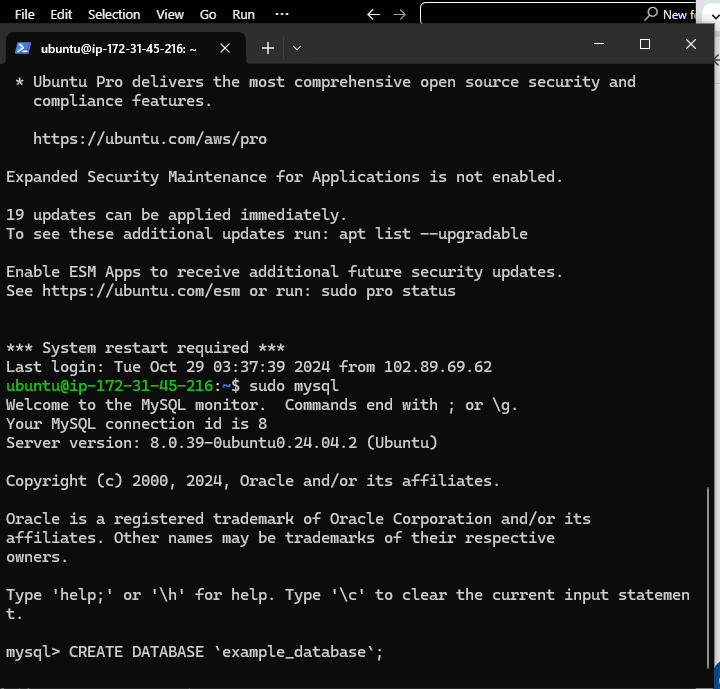 File Edit Selection View Go Run ···
New f
ubuntu@ip-172-31-45-216: ~
* Ubuntu Pro delivers the most comprehensive open source security and
compliance features.
https://ubuntu.com/aws/pro
Expanded Security Maintenance for Applications is not enabled.
19 updates can be applied immediately.
To see these additional updates run: apt list --upgradable
Enable ESM Apps to receive additional future security updates.
See https://ubuntu.com/esm or run: sudo pro status
*** System restart required ***
Last login: Tue Oct 29 03:37:39 2024 from 102.89.69.62
ubuntu@ip-172-31-45-216:~$ sudo mysql
Welcome to the MySQL monitor.  Commands end with ; or \g.
Your MySQL connection id is 8
Server version: 8.0.39-0ubuntu0.24.04.2 (Ubuntu)
Copyright (c) 2000, 2024, Oracle and/or its affiliates.
Oracle is a registered trademark of Oracle Corporation and/or its
affiliates. Other names may be trademarks of their respective
owners.
Type 'help;' or '\h' for help. Type '\c' to clear the current input statemen
t.
mysql> CREATE DATABASE `example_database`;